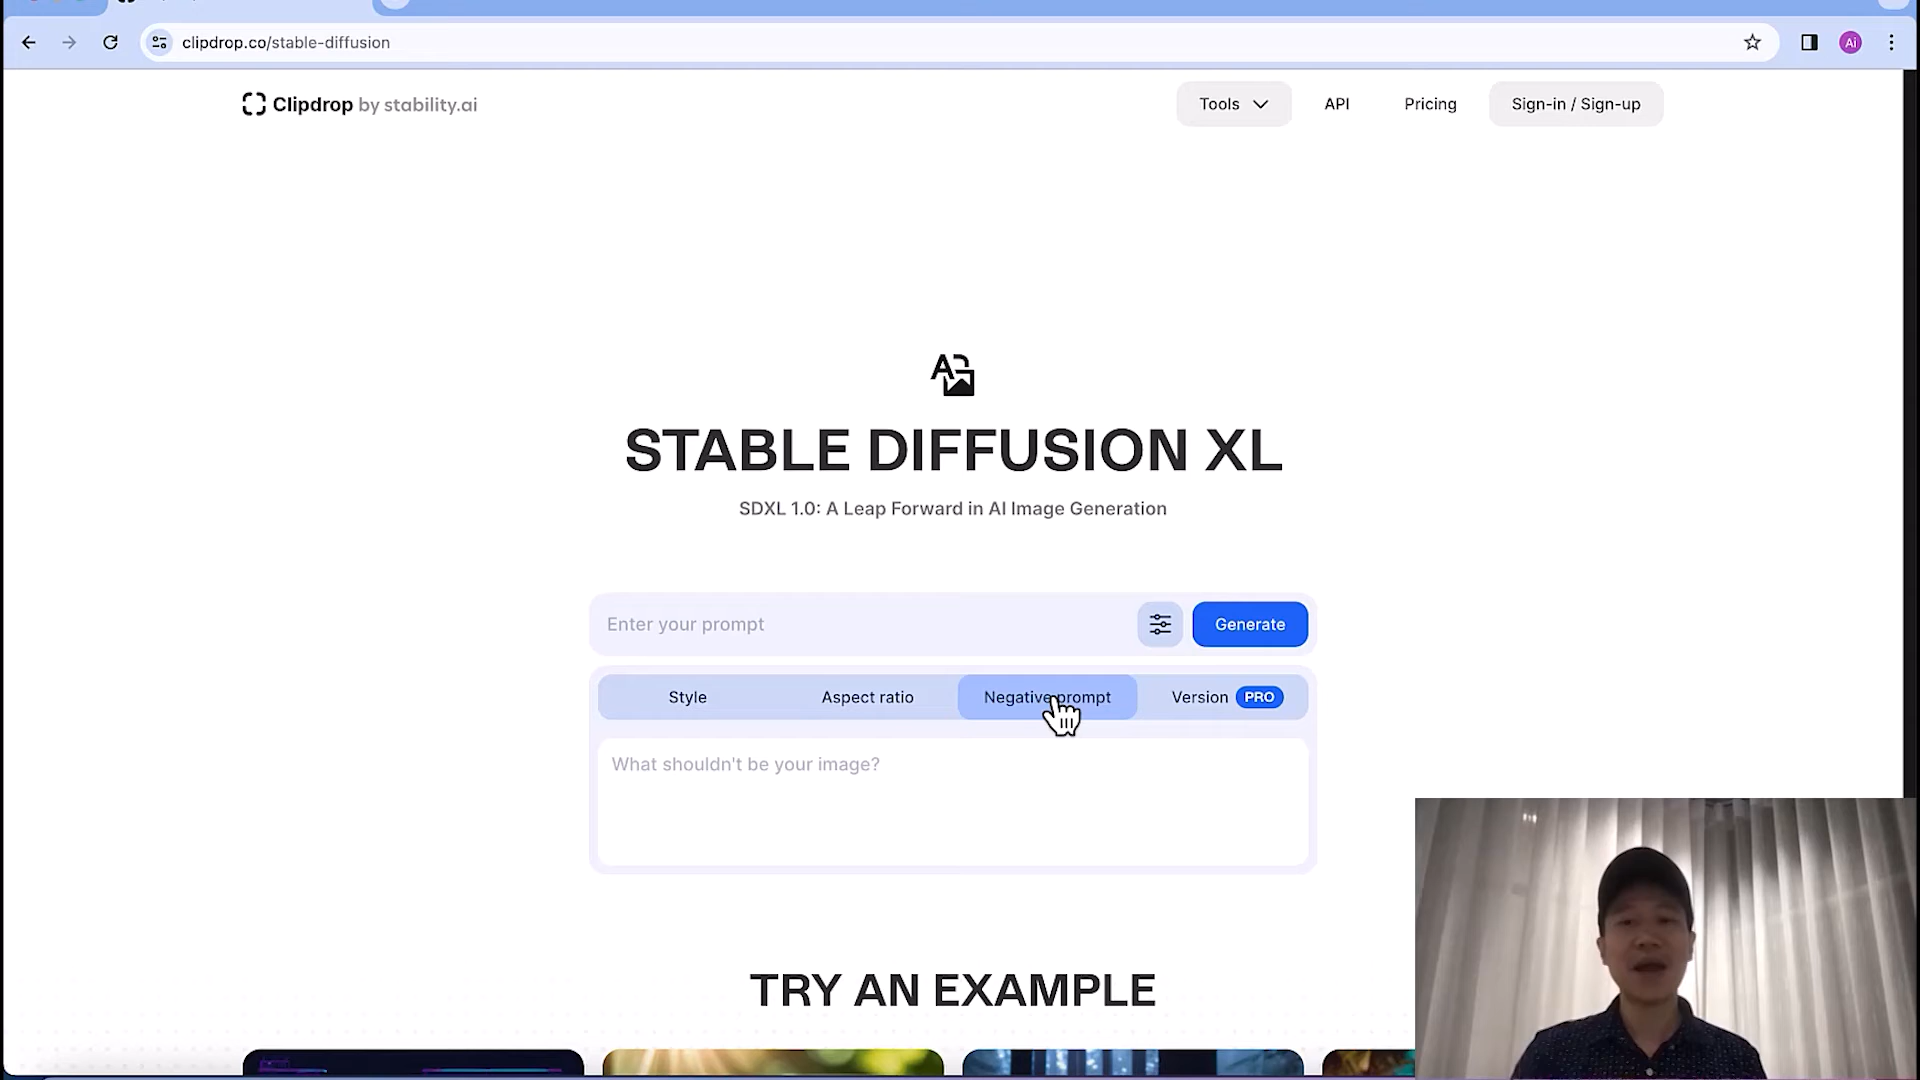 clipdrop.co/stable-diffusion
Ai
Clipdrop by stability.ai
Tools
API
Pricing
Sign-in / Sign-up
A
STABLE DIFFUSION XL
SDXL 1.0: A Leap Forward in AI Image Generation
Enter your prompt
Generate
Style
Aspect ratio
Negative prompt
Version PRO
What shouldn't be your image?
TRY AN EXAMPLE